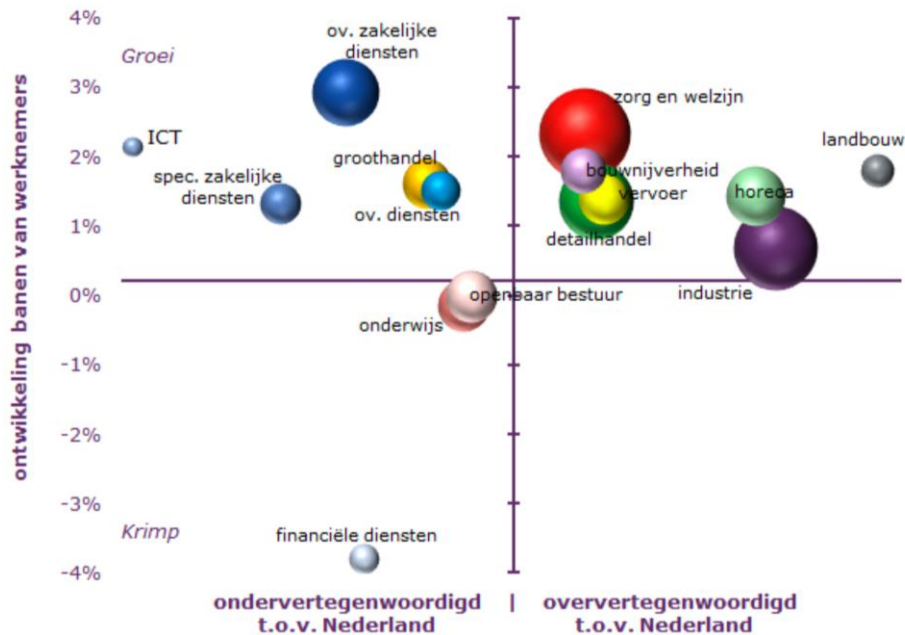 4%
3%
2%
1%
0%
-1%
-2%
-3%
-4%
ontwikkeling banen van werknemers
Groei
ov. zakelijke
diensten
ICT
spec. zakelijke
diensten
groothandel
ov. diensten
zorg en welzijn
bouwnijverheid
vervoer
detailhandel
landbouw
horeca
industrie
openbaar bestuur
onderwijs
Krimp
financiële diensten
ondervertegenwoordigd | oververtegenwoordigd
t.o.v. Nederland t.o.v. Nederland